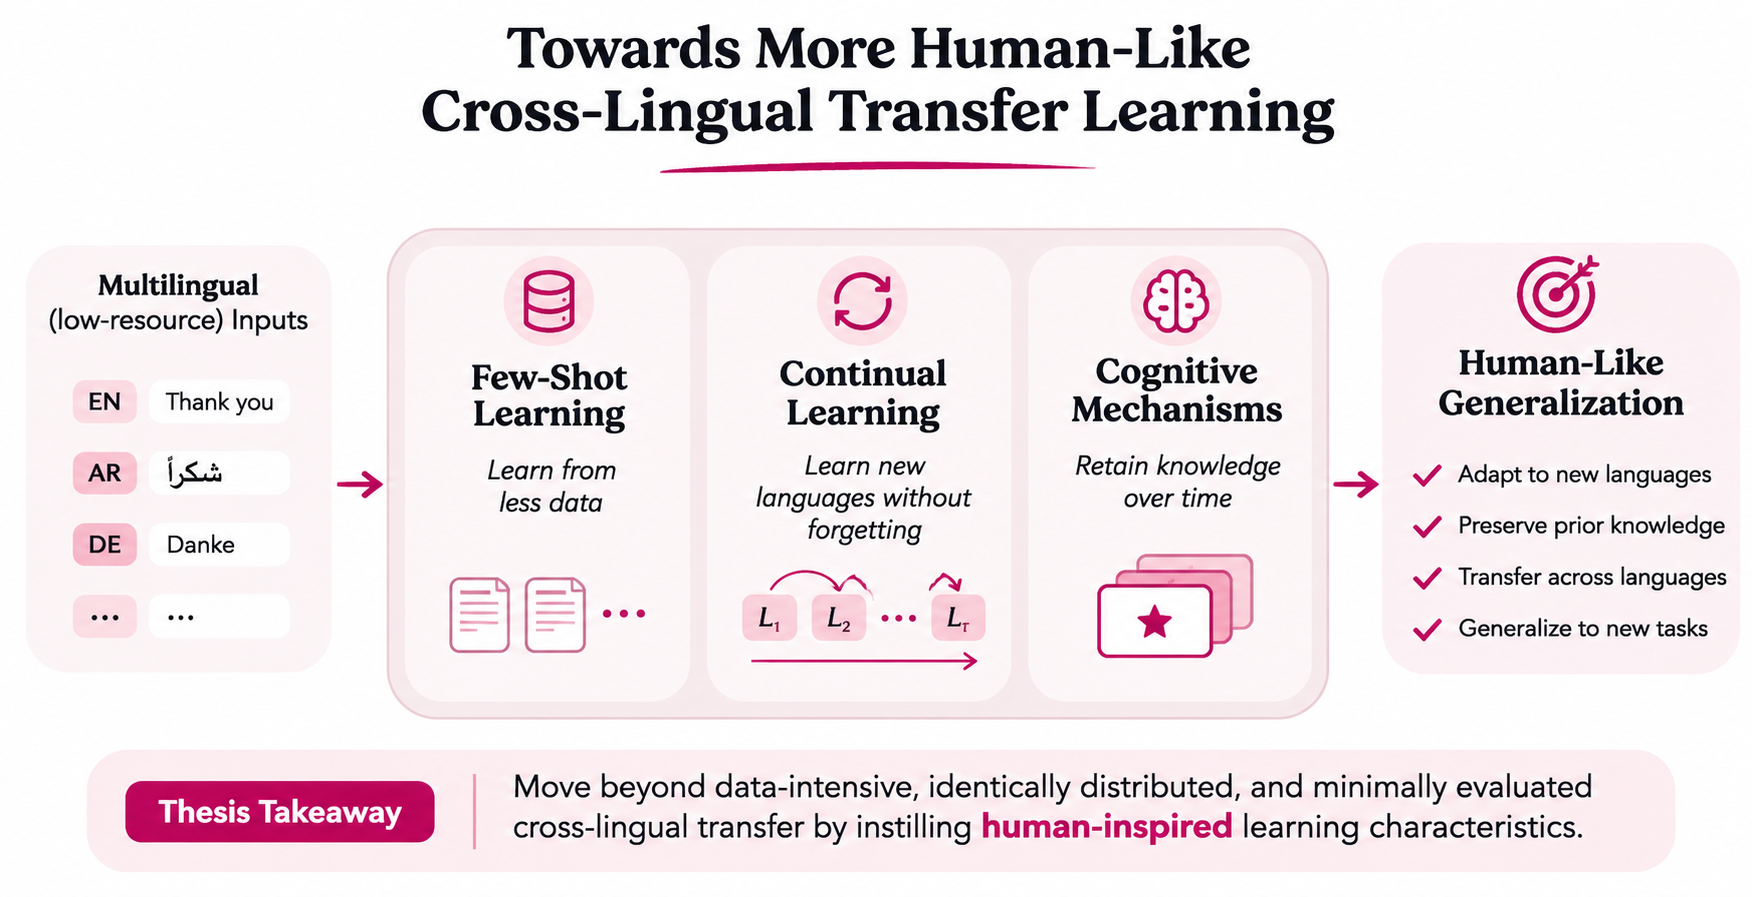 Towards More Human-Like
Cross-Lingual Transfer Learning
Multilingual
(low-resource) Inputs
EN Thank you
AR شكراً
DE Danke
... ...
Few-Shot
Learning
Learn from
less data
...
Continual
Learning
Learn new
languages without
forgetting
L1 L2 ... LT
Cognitive
Mechanisms
Retain knowledge
over time
Human-Like
Generalization
Adapt to new languages
Preserve prior knowledge
Transfer across languages
Generalize to new tasks
Thesis Takeaway
Move beyond data-intensive, identically distributed, and minimally evaluated
cross-lingual transfer by instilling human-inspired learning characteristics.